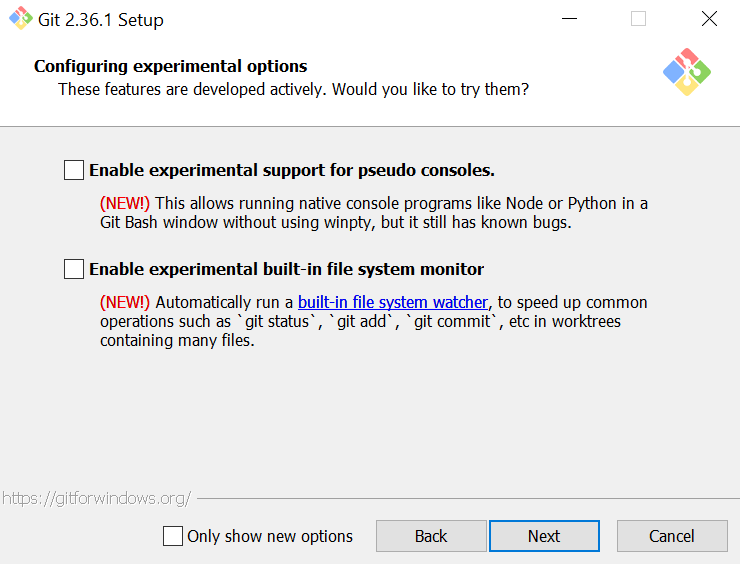 Git 2.36.1 Setup
Configuring experimental options
These features are developed actively. Would you like to try them?
Enable experimental support for pseudo consoles.
(NEW!) This allows running native console programs like Node or Python in a
Git Bash window without using winpty, but it still has known bugs.
Enable experimental built-in file system monitor
(NEW!) Automatically run a built-in file system watcher, to speed up common
operations such as `git status`, `git add`, `git commit`, etc in worktrees
containing many files.
https://gitforwindows.org/
Only show new options
Back
Next
Cancel